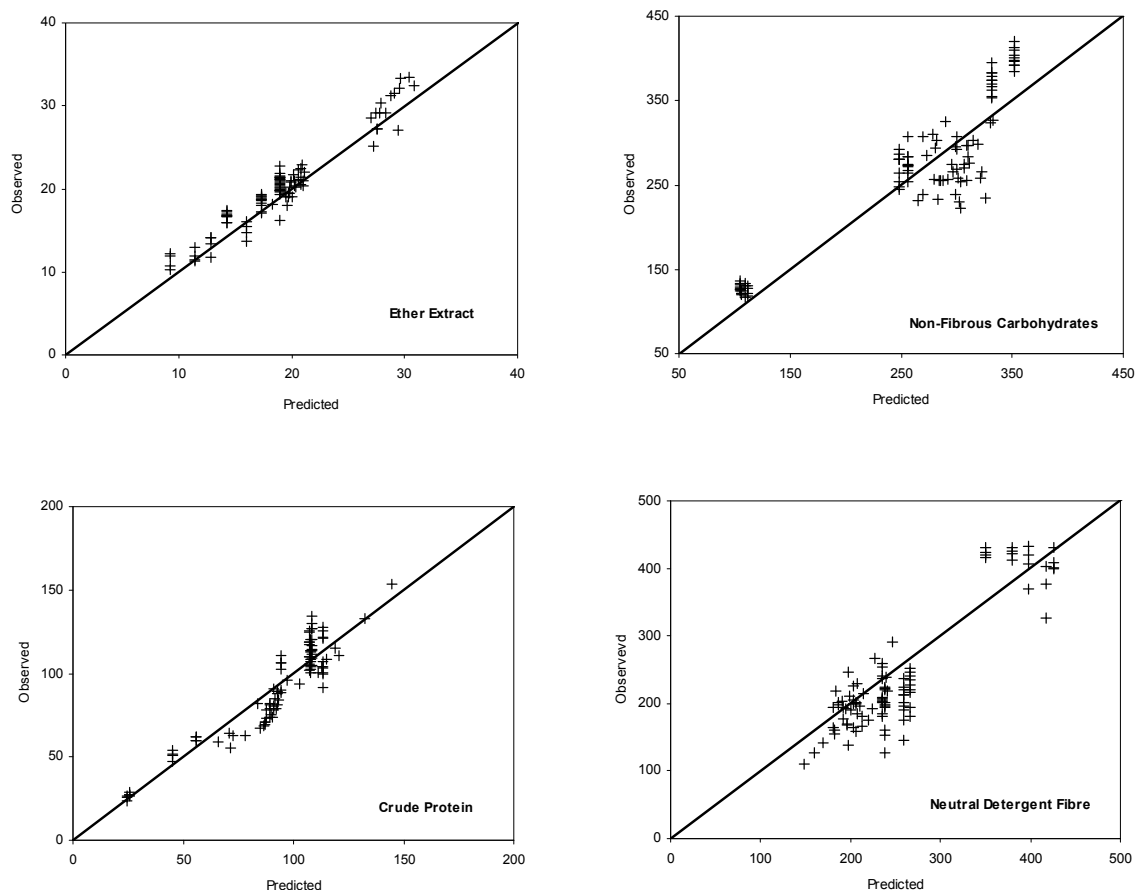 40
30
20
10
0
Observed
Ether Extract
0 10 20 30 40
Predicted
450
350
250
150
50
Observed
Non-Fibrous Carbohydrates
50 150 250 350 450
Predicted
200
150
100
50
0
Observed
Crude Protein
0 50 100 150 200
Predicted
500
400
300
200
100
0
Observevd
Neutral Detergent Fibre
0 100 200 300 400 500
Predicted